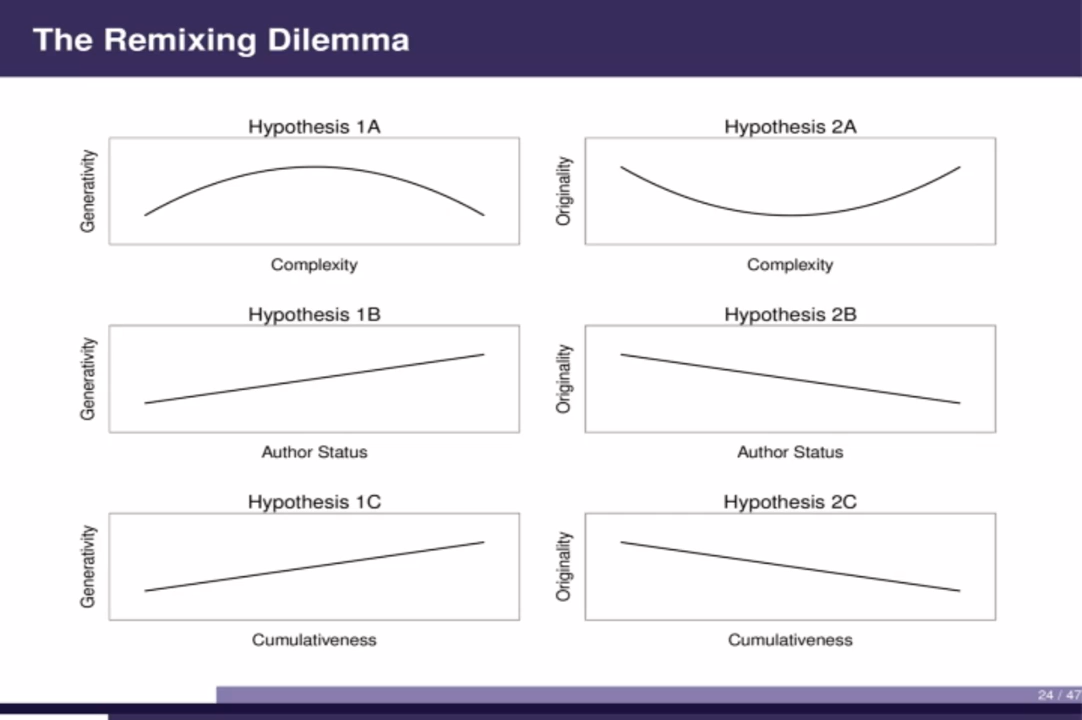 The Remixing Dilemma
Hypothesis 1A
Generativity
Complexity
Hypothesis 2A
Originality
Complexity
Hypothesis 1B
Generativity
Author Status
Hypothesis 2B
Originality
Author Status
Hypothesis 1C
Generativity
Cumulativeness
Hypothesis 2C
Originality
Cumulativeness
24 / 47